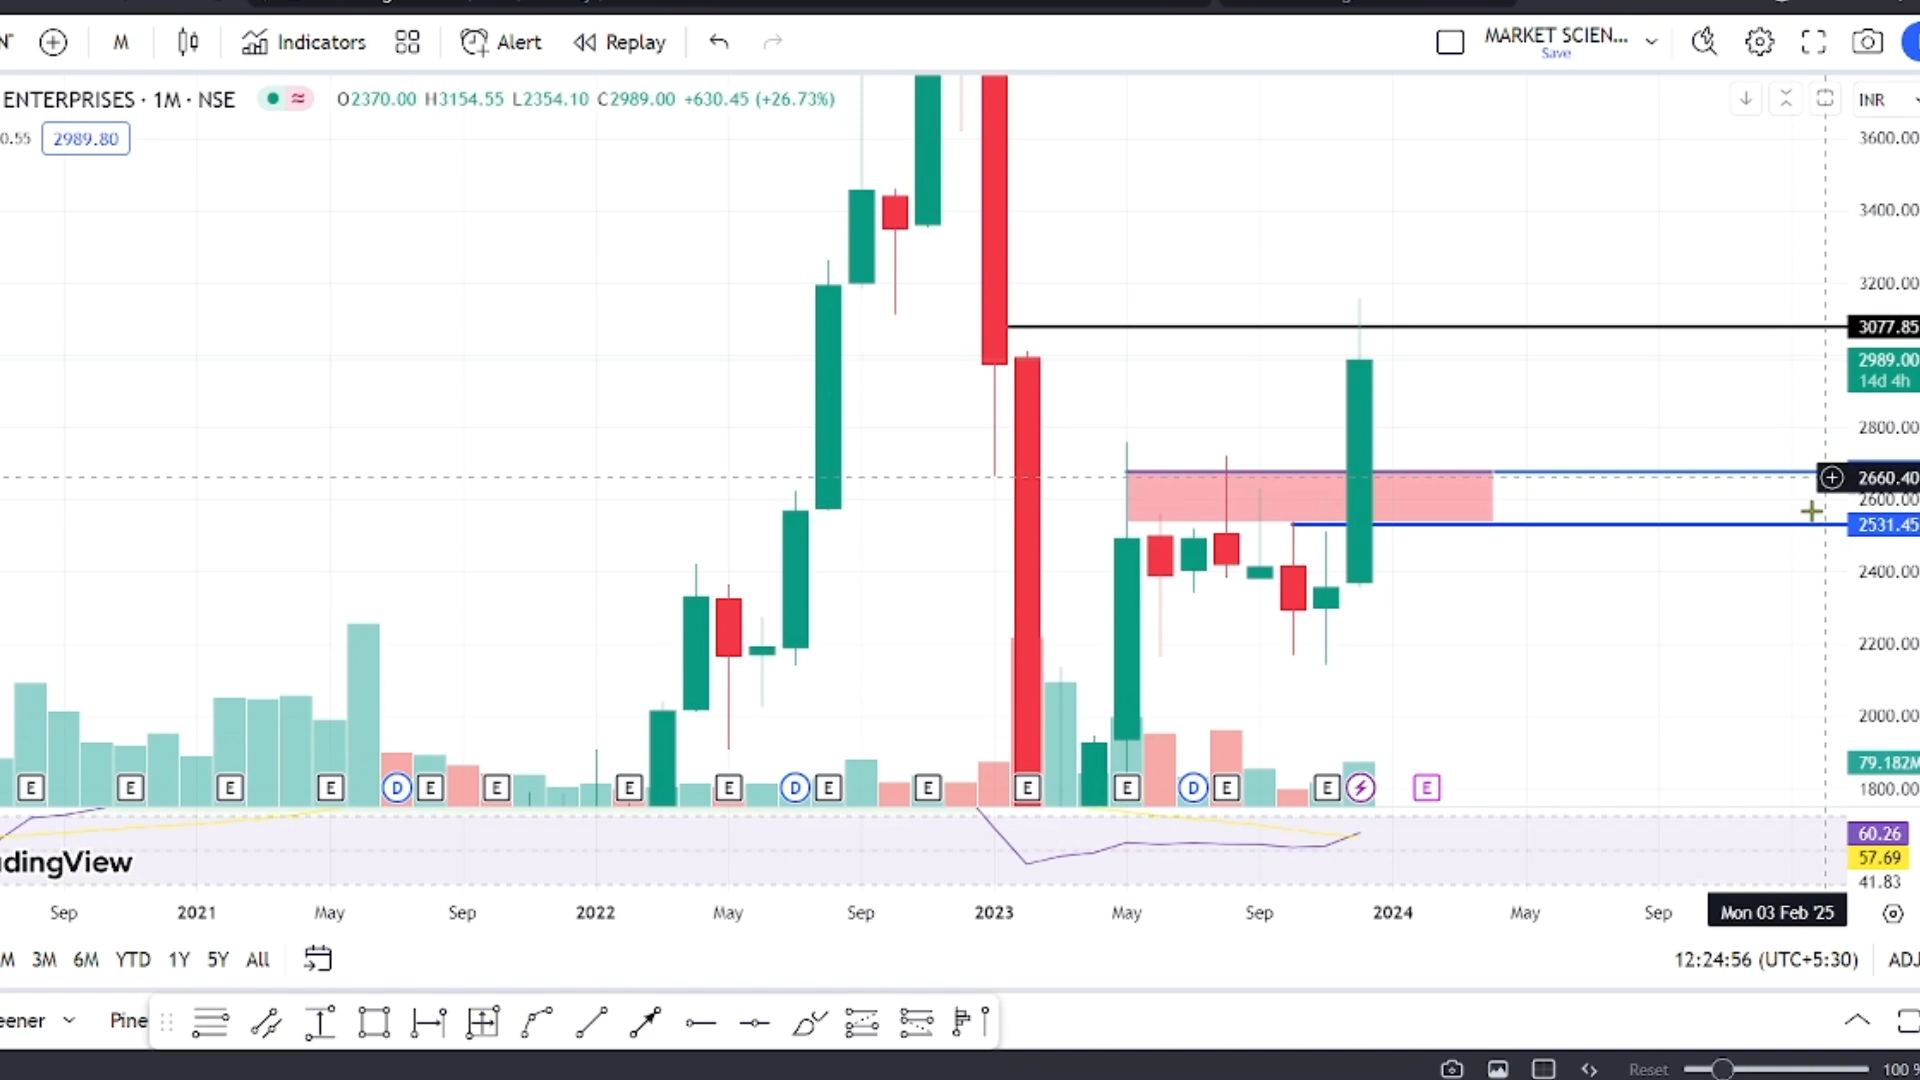 M Indicators Alert Replay MARKET SCIEN...
Save
ENTERPRISES · 1M · NSE O2370.00 H3154.55 L2354.10 C2989.00 +630.45 (+26.73%) INR
0.55 2989.80
3600.00
3400.00
3200.00
3077.85
2989.00
14d 4h
2800.00
2660.40
2600.00
2531.45
2400.00
2200.00
2000.00
79.182M
1800.00
E E E E D E E E E D E E E E D E E E
60.26
57.69
41.83
dingView
Sep 2021 May Sep 2022 May Sep 2023 May Sep 2024 May Sep Mon 03 Feb '25
M 3M 6M YTD 1Y 5Y All 12:24:56 (UTC+5:30) ADJ
eener Pine
Reset 100 %